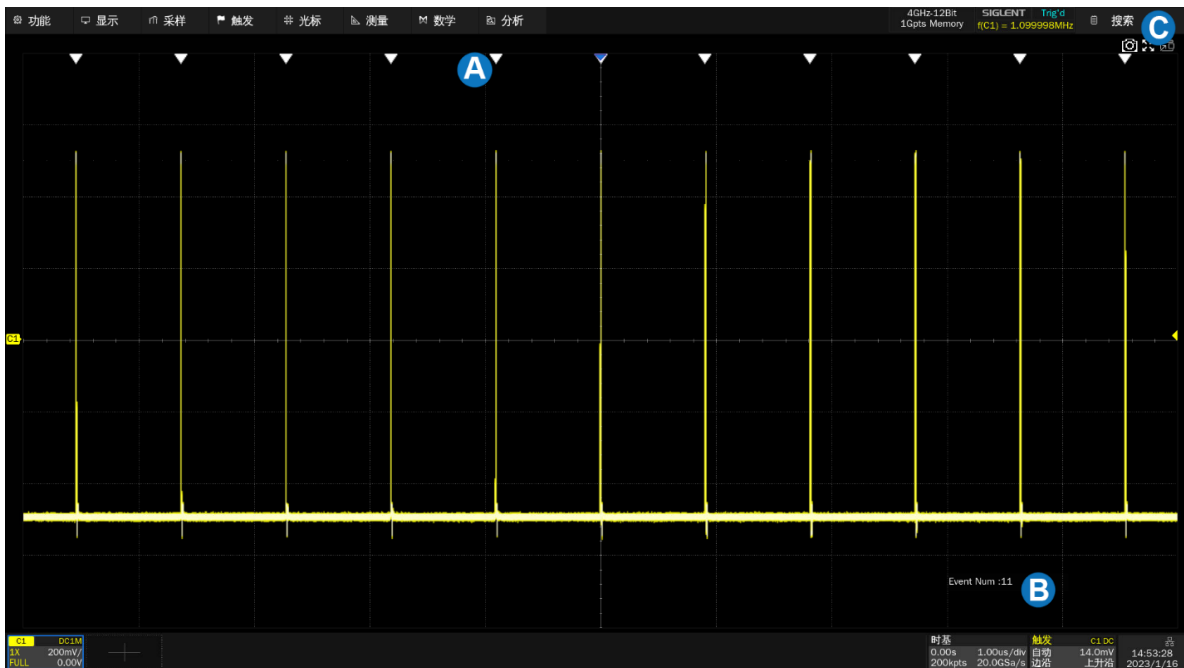 功能 显示 采样 触发 光标 测量 数学 分析
4GHz-12Bit SIGLENT Trig'd
1Gpts Memory f(C1) = 1.099998MHz
搜索 C
A
C1
Event Num :11 B
C1 DC1M
1X 200mV/
FULL 0.00V
时基
0.00s 1.00us/div
200kpts 20.0GSa/s
触发 C1 DC
自动 14.0mV
边沿 上升沿
14:53:28
2023/1/16